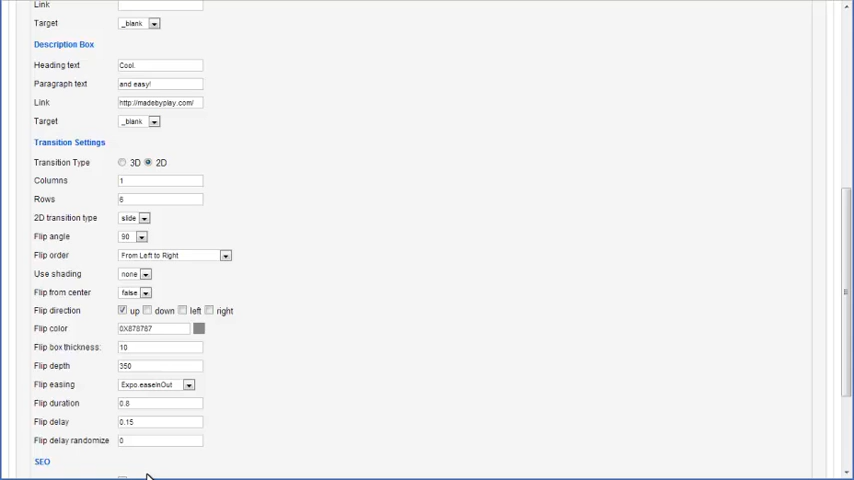 Link
Target _blank
Description Box
Heading text Cool.
Paragraph text and easy!
Link http://madebyplay.com/
Target _blank
Transition Settings
Transition Type 3D 2D
Columns 1
Rows 6
2D transition type slide
Flip angle 90
Flip order From Left to Right
Use shading none
Flip from center false
Flip direction up down left right
Flip color 0X878787
Flip box thickness: 10
Flip depth 350
Flip easing Expo.easeInOut
Flip duration 0.8
Flip delay 0.15
Flip delay randomize 0
SEO